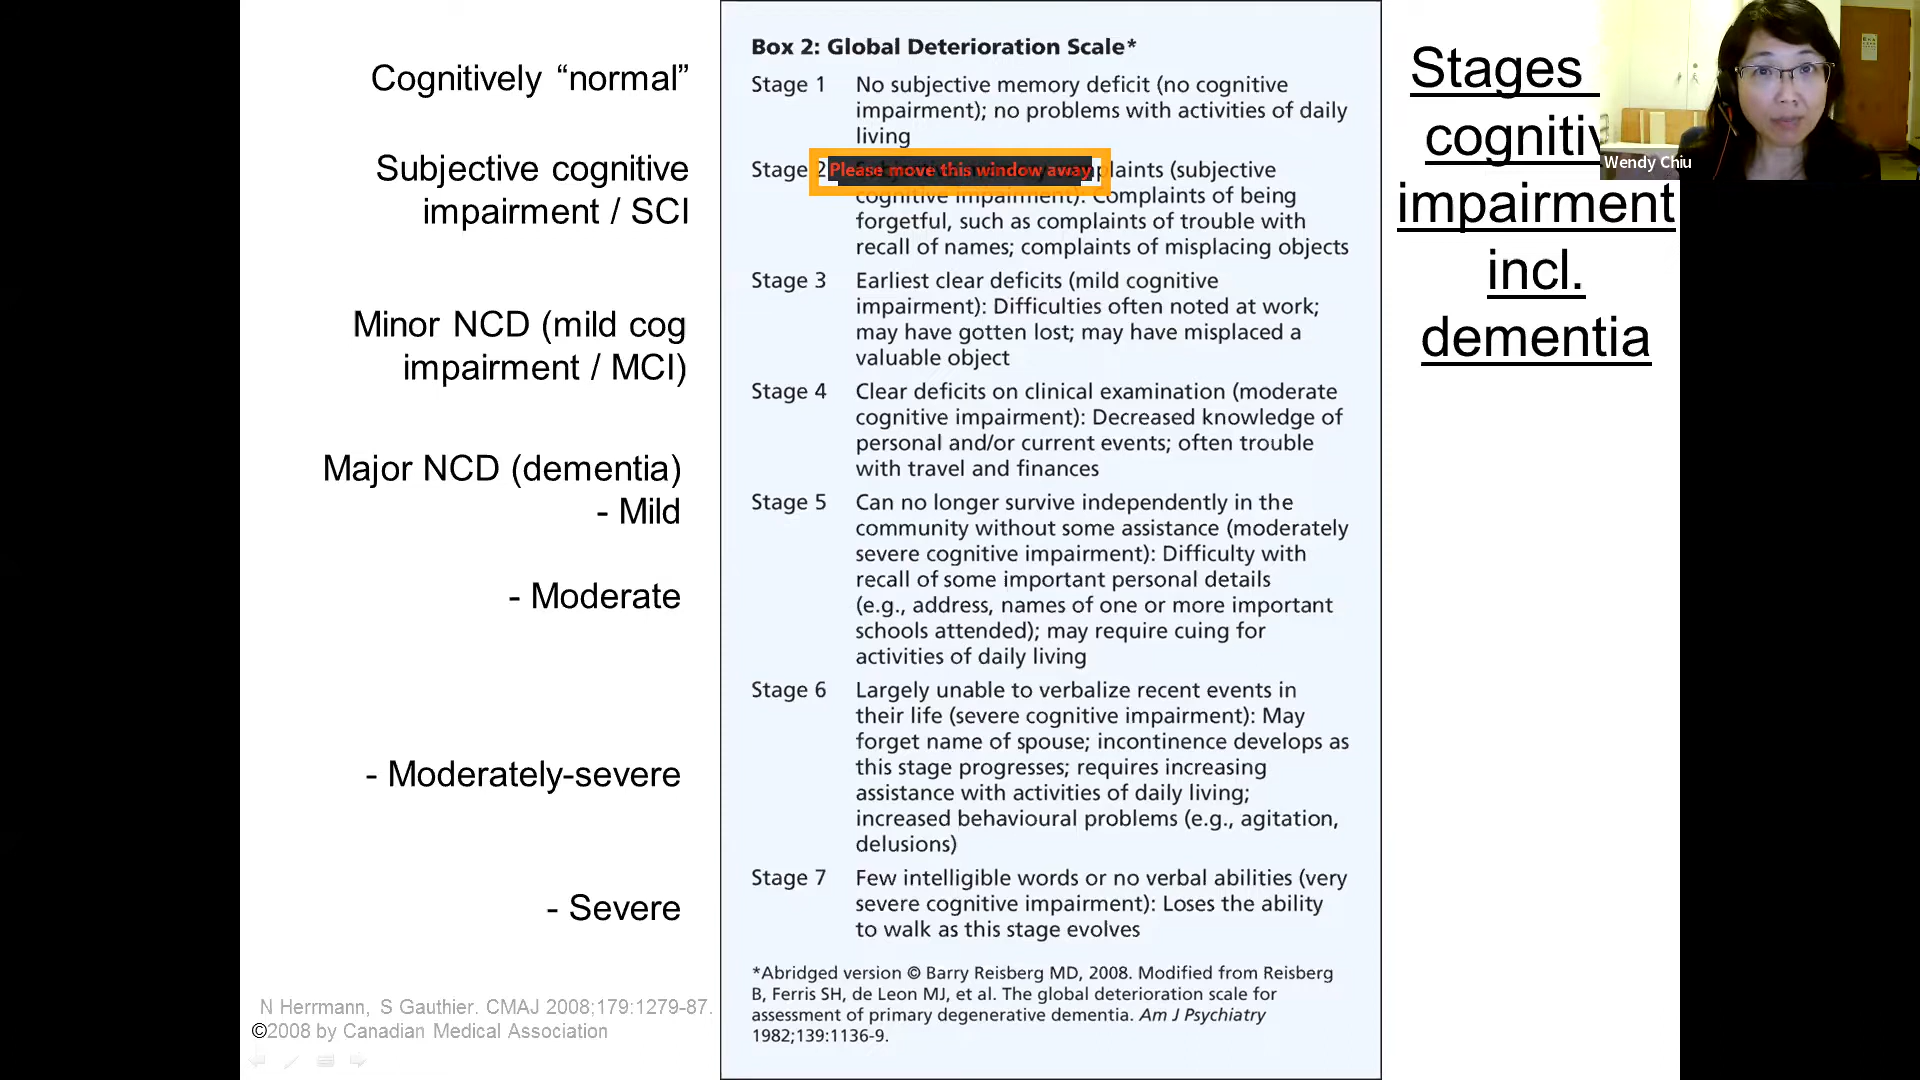 Cognitively “normal”
Subjective cognitive
impairment / SCI
Minor NCD (mild cog
impairment / MCI)
Major NCD (dementia)
- Mild
- Moderate
- Moderately-severe
- Severe
N Herrmann, S Gauthier. CMAJ 2008;179:1279-87.
©2008 by Canadian Medical Association
Box 2: Global Deterioration Scale*
Stage 1 No subjective memory deficit (no cognitive
impairment); no problems with activities of daily
living
Stage 2 plaints (subjective
Please move this window away
cognitive impairment): Complaints of being
forgetful, such as complaints of trouble with
recall of names; complaints of misplacing objects
Stage 3 Earliest clear deficits (mild cognitive
impairment): Difficulties often noted at work;
may have gotten lost; may have misplaced a
valuable object
Stage 4 Clear deficits on clinical examination (moderate
cognitive impairment): Decreased knowledge of
personal and/or current events; often trouble
with travel and finances
Stage 5 Can no longer survive independently in the
community without some assistance (moderately
severe cognitive impairment): Difficulty with
recall of some important personal details
(e.g., address, names of one or more important
schools attended); may require cuing for
activities of daily living
Stage 6 Largely unable to verbalize recent events in
their life (severe cognitive impairment): May
forget name of spouse; incontinence develops as
this stage progresses; requires increasing
assistance with activities of daily living;
increased behavioural problems (e.g., agitation,
delusions)
Stage 7 Few intelligible words or no verbal abilities (very
severe cognitive impairment): Loses the ability
to walk as this stage evolves
*Abridged version © Barry Reisberg MD, 2008. Modified from Reisberg
B, Ferris SH, de Leon MJ, et al. The global deterioration scale for
assessment of primary degenerative dementia. Am J Psychiatry
1982;139:1136-9.
Stages
cogniti
impairment
incl.
dementia
Wendy Chiu